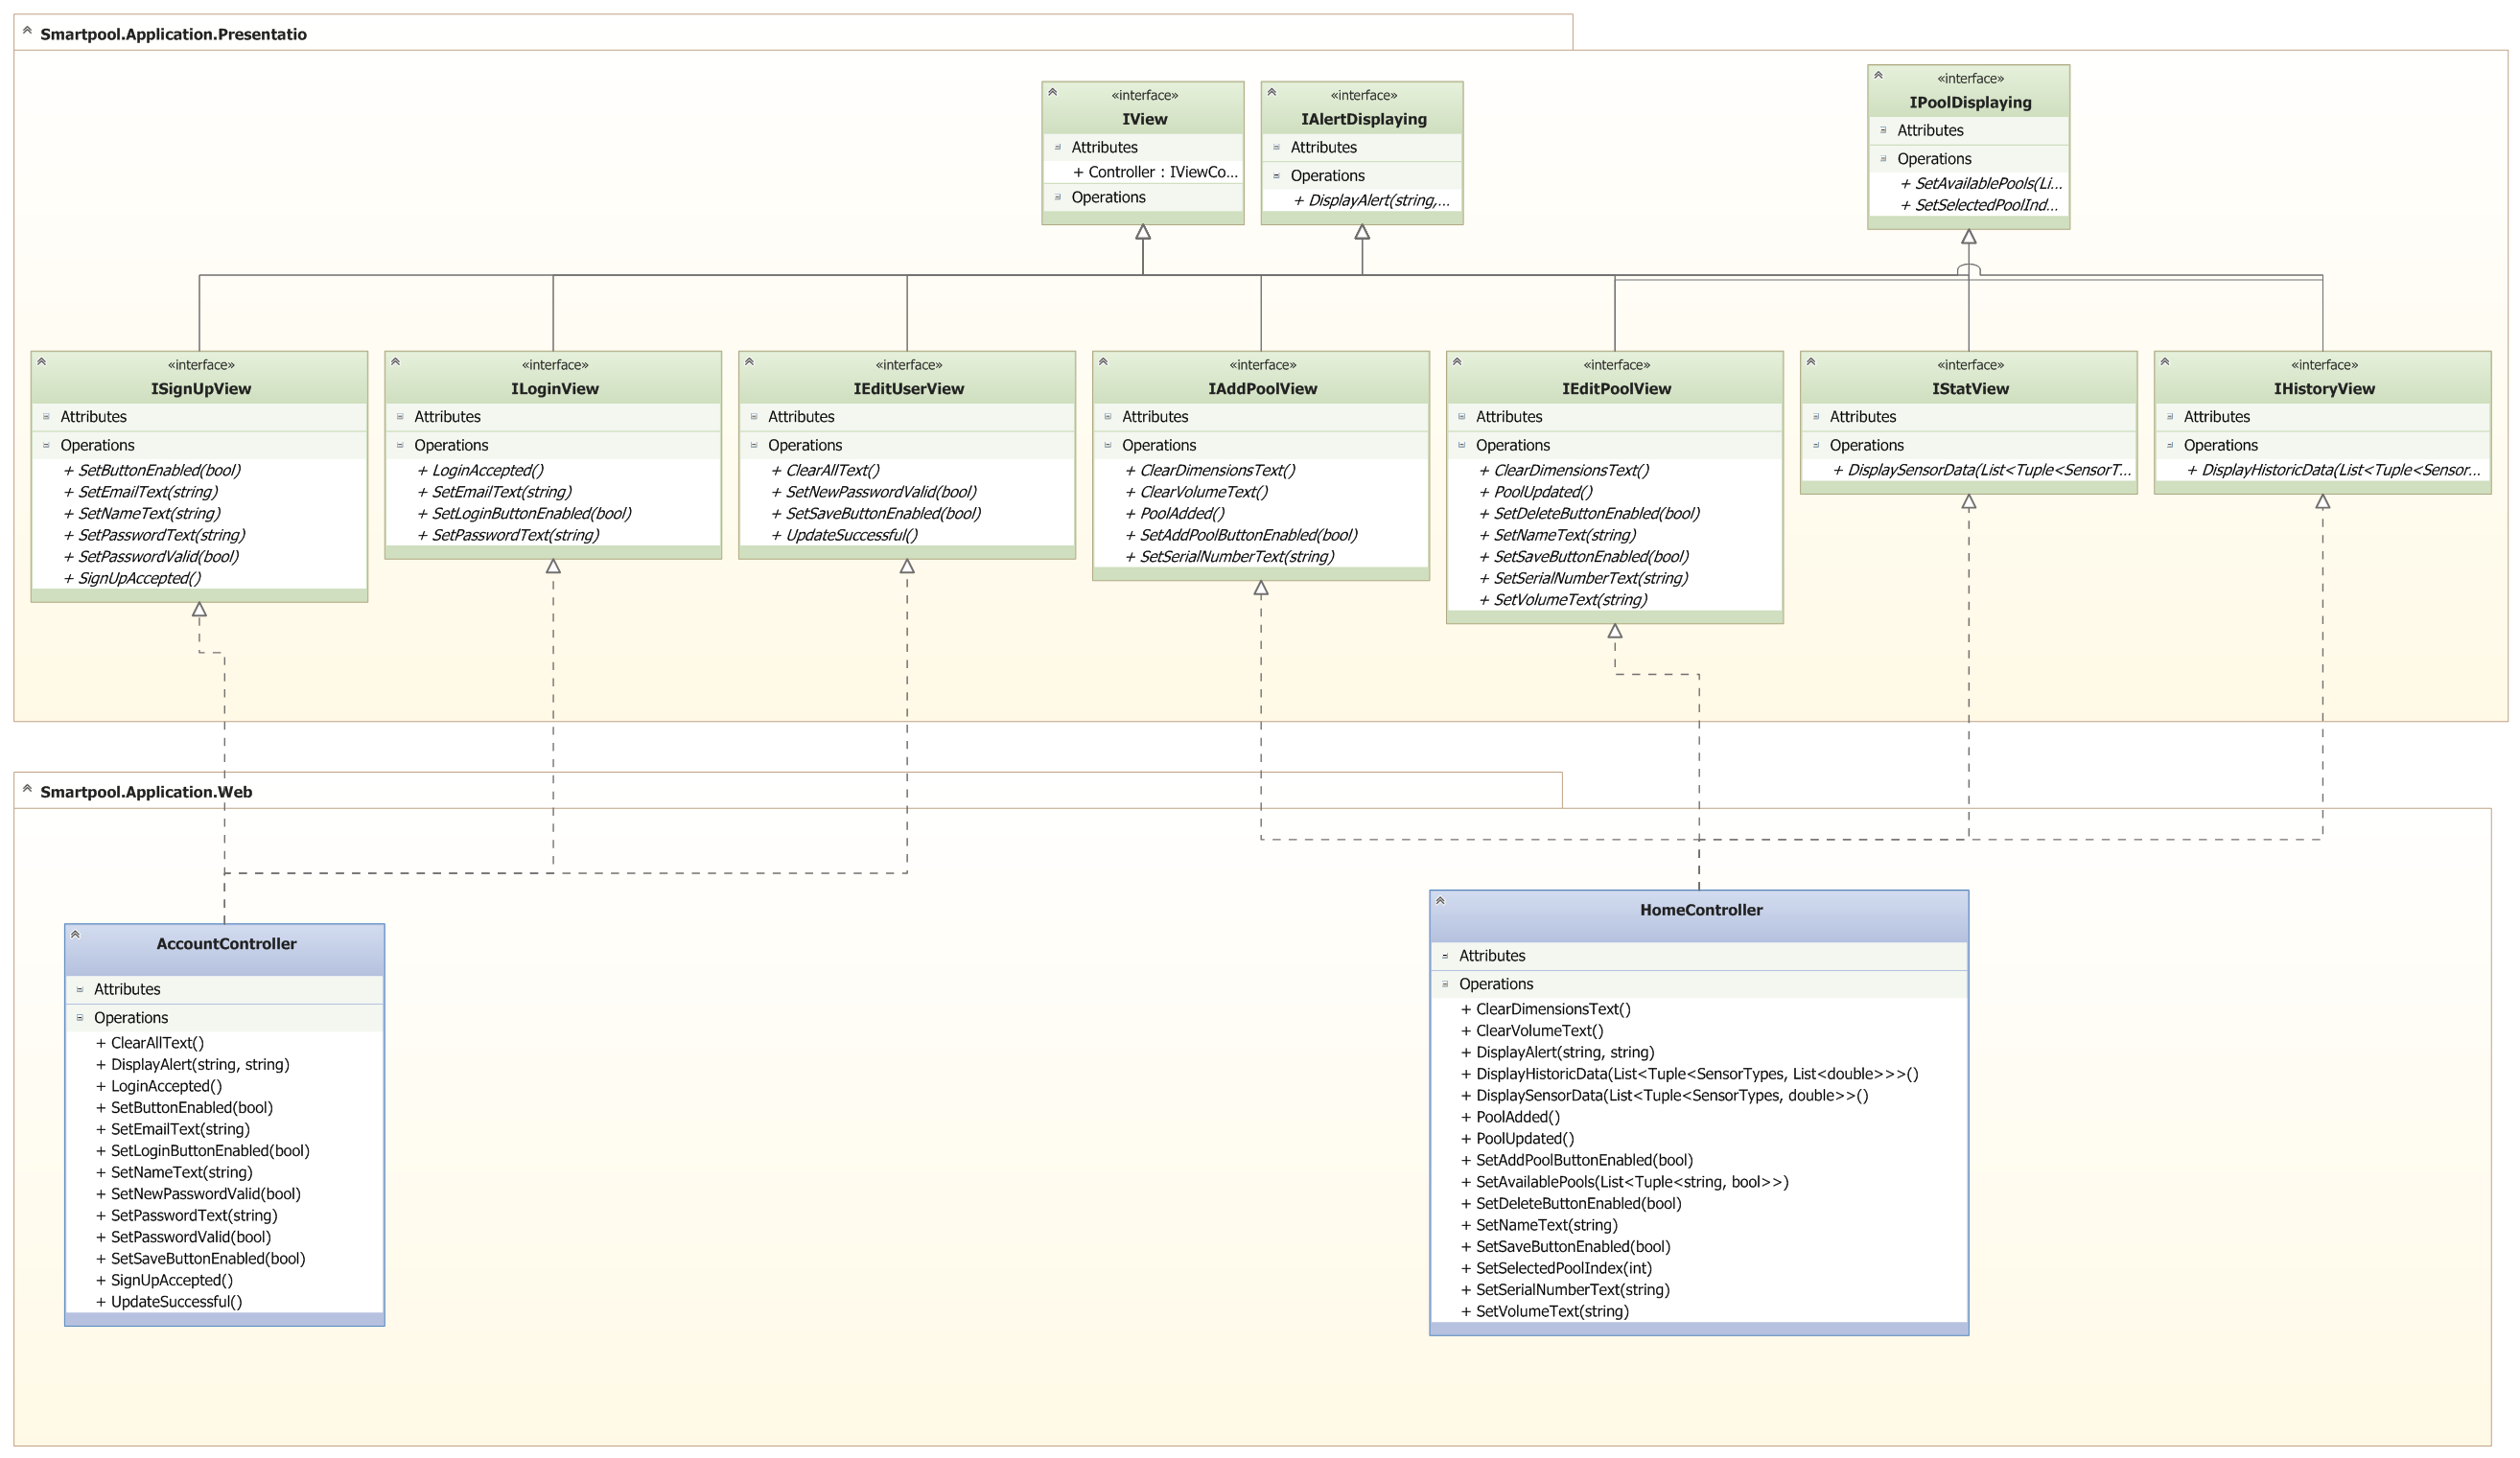 Smartpool.Application.Presentatio
«interface»
IView
Attributes
+ Controller : IViewCo...
Operations
«interface»
IAlertDisplaying
Attributes
Operations
+ DisplayAlert(string,...
«interface»
IPoolDisplaying
Attributes
Operations
+ SetAvailablePools(Li...
+ SetSelectedPoolInd...
«interface»
ISignUpView
Attributes
Operations
+ SetButtonEnabled(bool)
+ SetEmailText(string)
+ SetNameText(string)
+ SetPasswordText(string)
+ SetPasswordValid(bool)
+ SignUpAccepted()
«interface»
ILoginView
Attributes
Operations
+ LoginAccepted()
+ SetEmailText(string)
+ SetLoginButtonEnabled(bool)
+ SetPasswordText(string)
«interface»
IEditUserView
Attributes
Operations
+ ClearAllText()
+ SetNewPasswordValid(bool)
+ SetSaveButtonEnabled(bool)
+ UpdateSuccessful()
«interface»
IAddPoolView
Attributes
Operations
+ ClearDimensionsText()
+ ClearVolumeText()
+ PoolAdded()
+ SetAddPoolButtonEnabled(bool)
+ SetSerialNumberText(string)
«interface»
IEditPoolView
Attributes
Operations
+ ClearDimensionsText()
+ PoolUpdated()
+ SetDeleteButtonEnabled(bool)
+ SetNameText(string)
+ SetSaveButtonEnabled(bool)
+ SetSerialNumberText(string)
+ SetVolumeText(string)
«interface»
IStatView
Attributes
Operations
+ DisplaySensorData(List<Tuple<SensorT...
«interface»
IHistoryView
Attributes
Operations
+ DisplayHistoricData(List<Tuple<Sensor...
Smartpool.Application.Web
AccountController
Attributes
Operations
+ ClearAllText()
+ DisplayAlert(string, string)
+ LoginAccepted()
+ SetButtonEnabled(bool)
+ SetEmailText(string)
+ SetLoginButtonEnabled(bool)
+ SetNameText(string)
+ SetNewPasswordValid(bool)
+ SetPasswordText(string)
+ SetPasswordValid(bool)
+ SetSaveButtonEnabled(bool)
+ SignUpAccepted()
+ UpdateSuccessful()
HomeController
Attributes
Operations
+ ClearDimensionsText()
+ ClearVolumeText()
+ DisplayAlert(string, string)
+ DisplayHistoricData(List<Tuple<SensorTypes, List<double>>>()
+ DisplaySensorData(List<Tuple<SensorTypes, double>>()
+ PoolAdded()
+ PoolUpdated()
+ SetAddPoolButtonEnabled(bool)
+ SetAvailablePools(List<Tuple<string, bool>>)
+ SetDeleteButtonEnabled(bool)
+ SetNameText(string)
+ SetSaveButtonEnabled(bool)
+ SetSelectedPoolIndex(int)
+ SetSerialNumberText(string)
+ SetVolumeText(string)